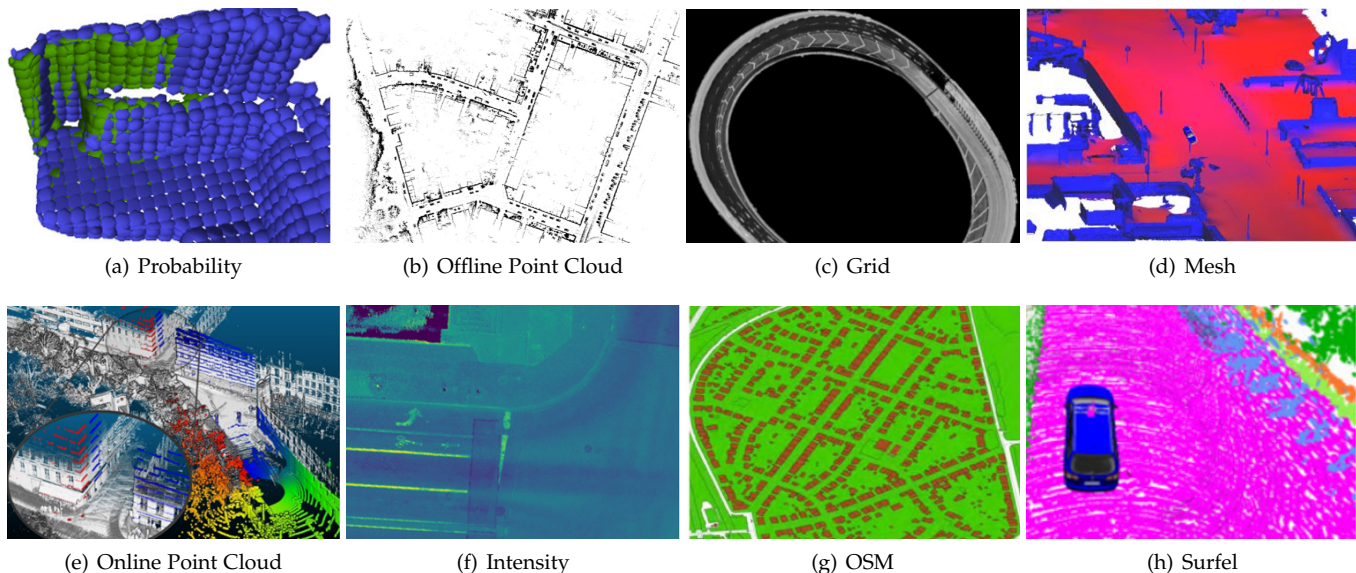 (a) Probability
(b) Offline Point Cloud
(c) Grid
(d) Mesh
(e) Online Point Cloud
(f) Intensity
(g) OSM
(h) Surfel